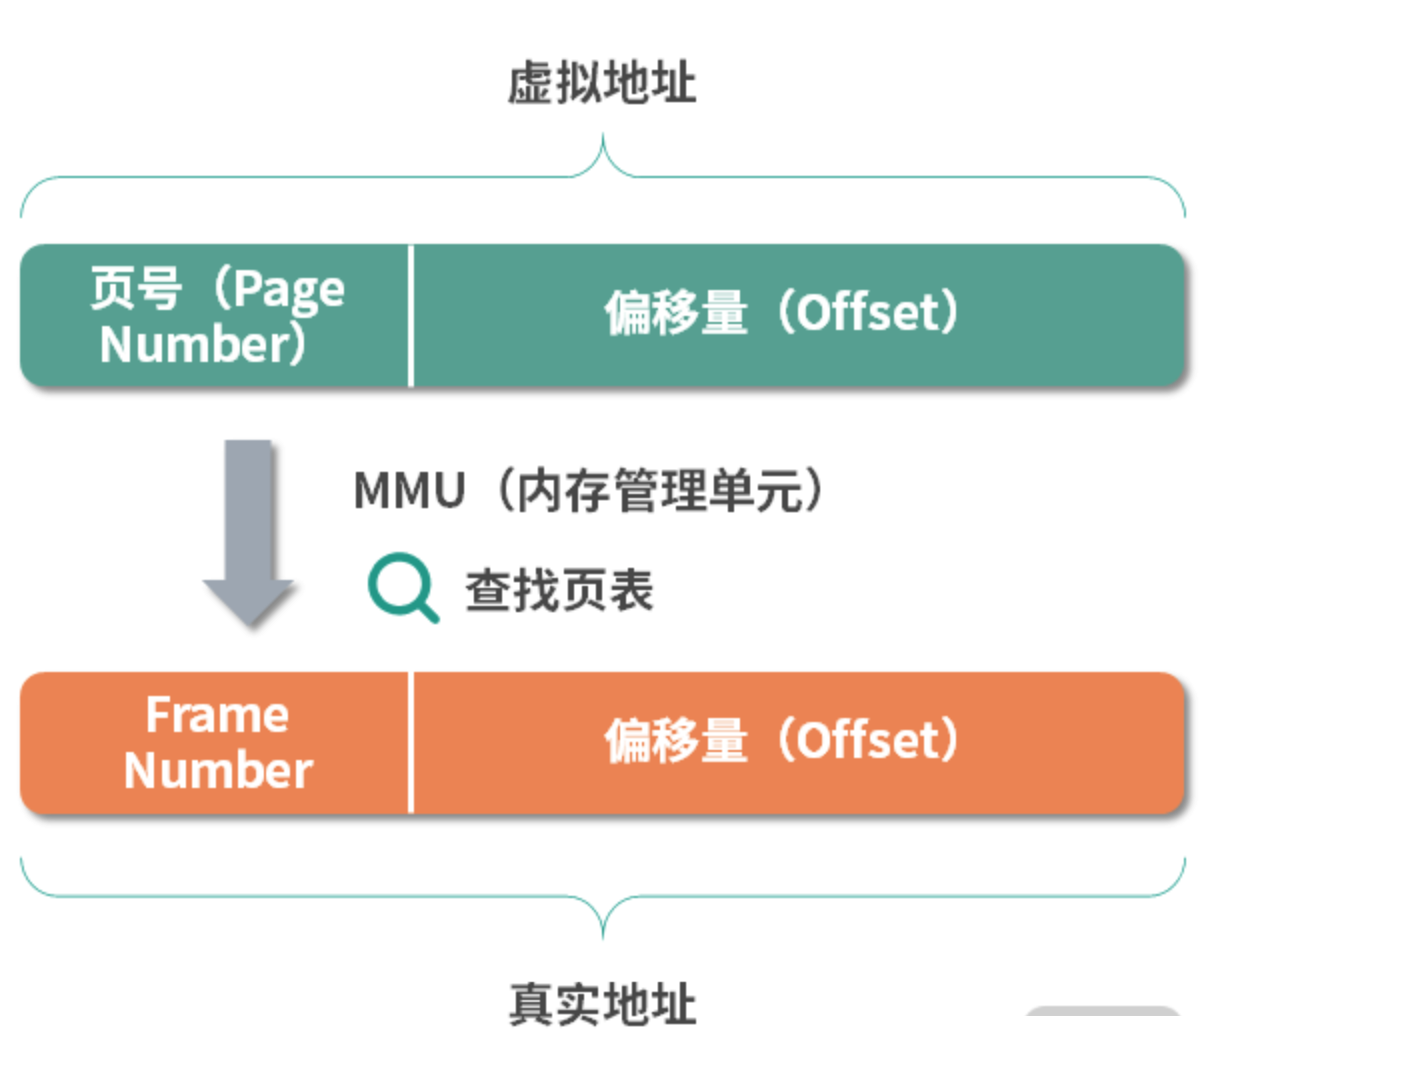 虚拟地址
页号（Page
Number）
偏移量（Offset）
MMU（内存管理单元）
查找页表
Frame
Number
偏移量（Offset）
真实地址